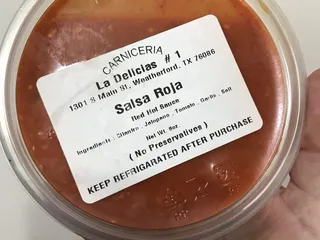 CARNICERIA
La Delicias # 1
1301 S Main St, Weatherford, TX 76086
Salsa Roja
Red Hot Sauce
Ingredients : Cilantro - Jalapeno - Tomato - Garlic - Salt
Net Wt. 8oz.
( No Preservatives )
KEEP REFRIGARATED AFTER PURCHASE